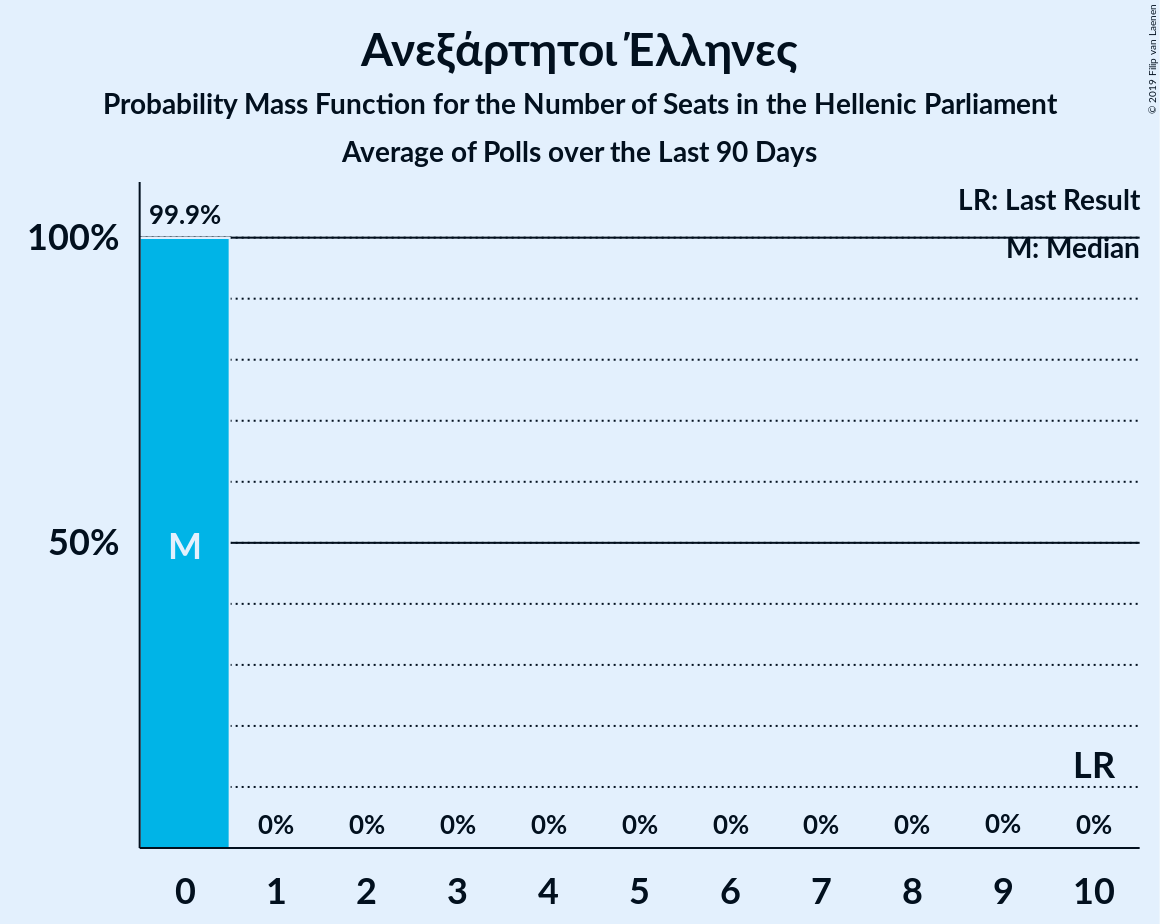 Ανεξάρτητοι Έλληνες
Probability Mass Function for the Number of Seats in the Hellenic Parliament
Average of Polls over the Last 90 Days
© 2019 Filip van Laenen
LR: Last Result
M: Median
99.9%
100%
50%
M
LR
0% 0% 0% 0% 0% 0% 0% 0% 0% 0%
0 1 2 3 4 5 6 7 8 9 10